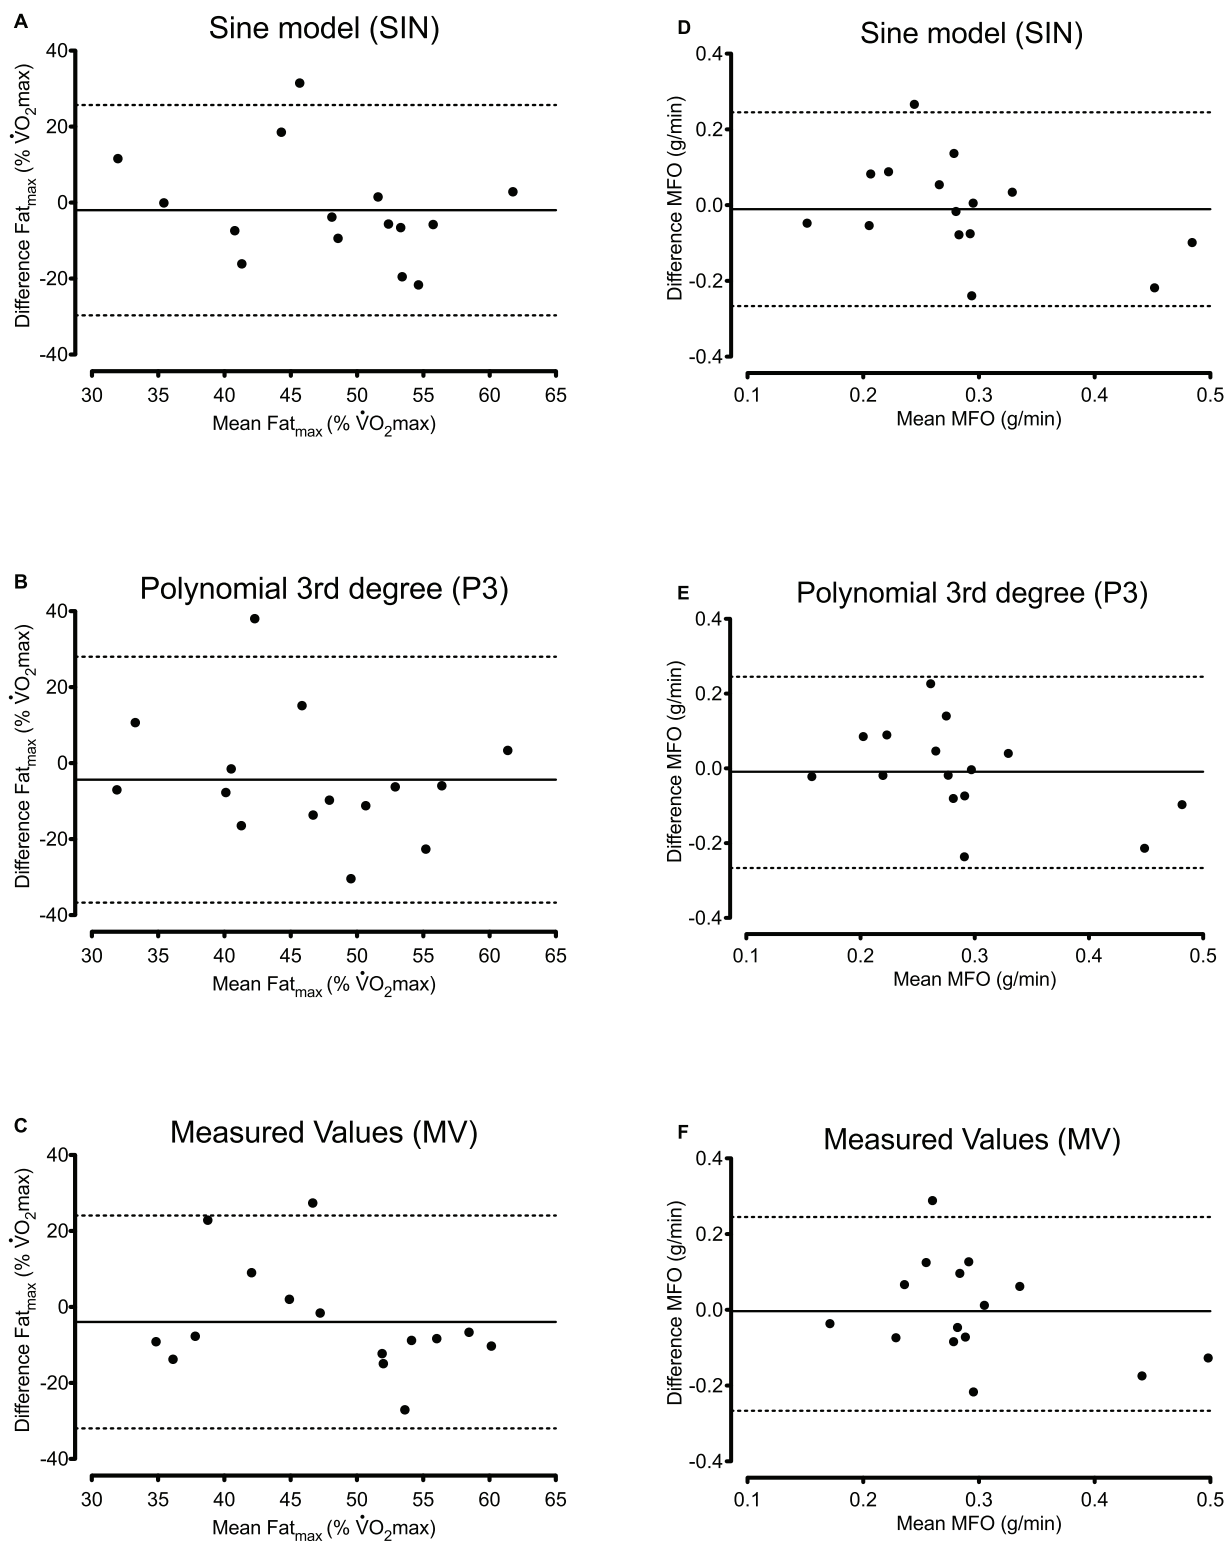 A
Sine model (SIN)
Difference Fatmax (% V̇O2max)
40
20
0
-20
-40
30 35 40 45 50 55 60 65
Mean Fatmax (% V̇O2max)
D
Sine model (SIN)
Difference MFO (g/min)
0.4
0.2
0.0
-0.2
-0.4
0.1 0.2 0.3 0.4 0.5
Mean MFO (g/min)
B
Polynomial 3rd degree (P3)
Difference Fatmax (% V̇O2max)
40
20
0
-20
-40
30 35 40 45 50 55 60 65
Mean Fatmax (% V̇O2max)
E
Polynomial 3rd degree (P3)
Difference MFO (g/min)
0.4
0.2
0.0
-0.2
-0.4
0.1 0.2 0.3 0.4 0.5
Mean MFO (g/min)
C
Measured Values (MV)
Difference Fatmax (% V̇O2max)
40
20
0
-20
-40
30 35 40 45 50 55 60 65
Mean Fatmax (% V̇O2max)
F
Measured Values (MV)
Difference MFO (g/min)
0.4
0.2
0.0
-0.2
-0.4
0.1 0.2 0.3 0.4 0.5
Mean MFO (g/min)